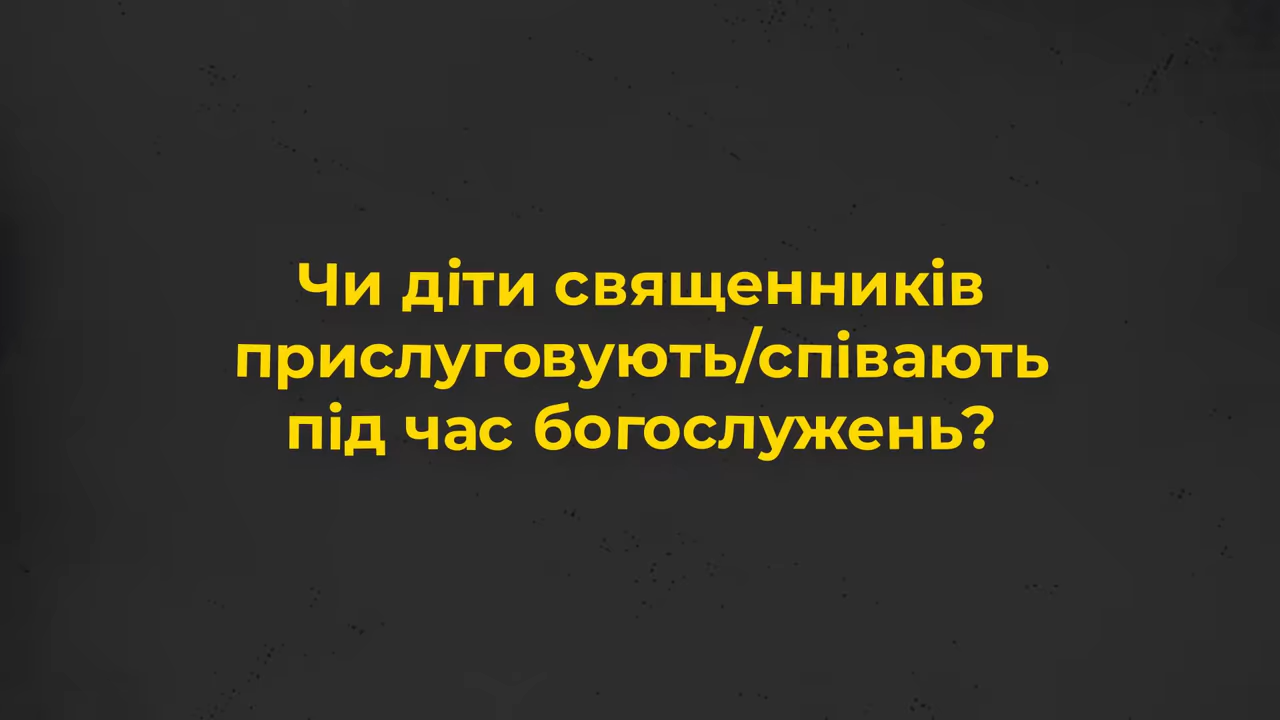 Чи діти священників
прислуговують/співають
під час богослужень?